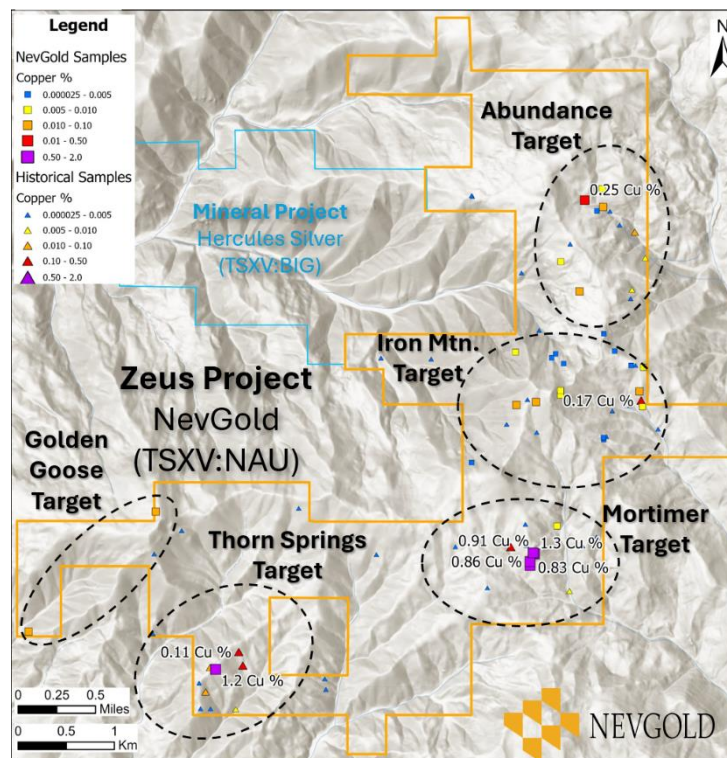 Legend
NevGold Samples
Copper %
0.000025 - 0.005
0.005 - 0.010
0.010 - 0.10
0.01 - 0.50
0.50 - 2.0
Historical Samples
Copper %
0.000025 - 0.005
0.005 - 0.010
0.010 - 0.10
0.10 - 0.50
0.50 - 2.0
N
Abundance
Target
0.25 Cu %
Mineral Project
Hercules Silver
(TSXV:BIG)
Iron Mtn.
Target
0.17 Cu %
Zeus Project
NevGold
(TSXV:NAU)
Golden
Goose
Target
Thorn Springs
Target
Mortimer
Target
0.91 Cu %
1.3 Cu %
0.86 Cu %
0.83 Cu %
0.11 Cu %
1.2 Cu %
0 0.25 0.5
Miles
0 0.5 1
Km
NEVGOLD